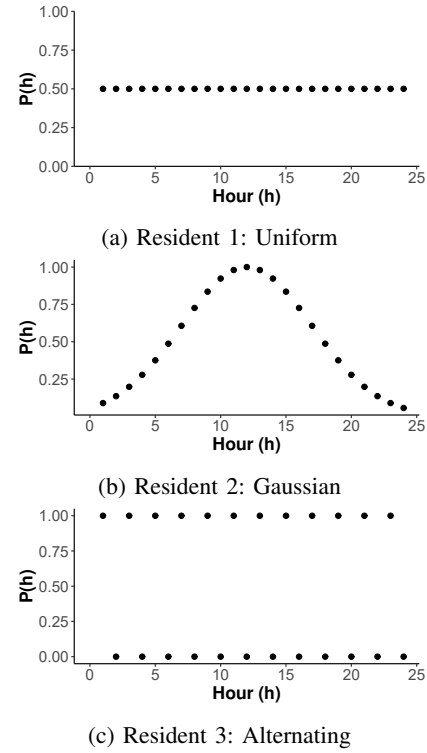 1.00
0.75
0.50
0.25
0.00
P(h)
0 5 10 15 20 25
Hour (h)
(a) Resident 1: Uniform
1.00
0.75
0.50
0.25
P(h)
0 5 10 15 20 25
Hour (h)
(b) Resident 2: Gaussian
1.00
0.75
0.50
0.25
0.00
P(h)
0 5 10 15 20 25
Hour (h)
(c) Resident 3: Alternating